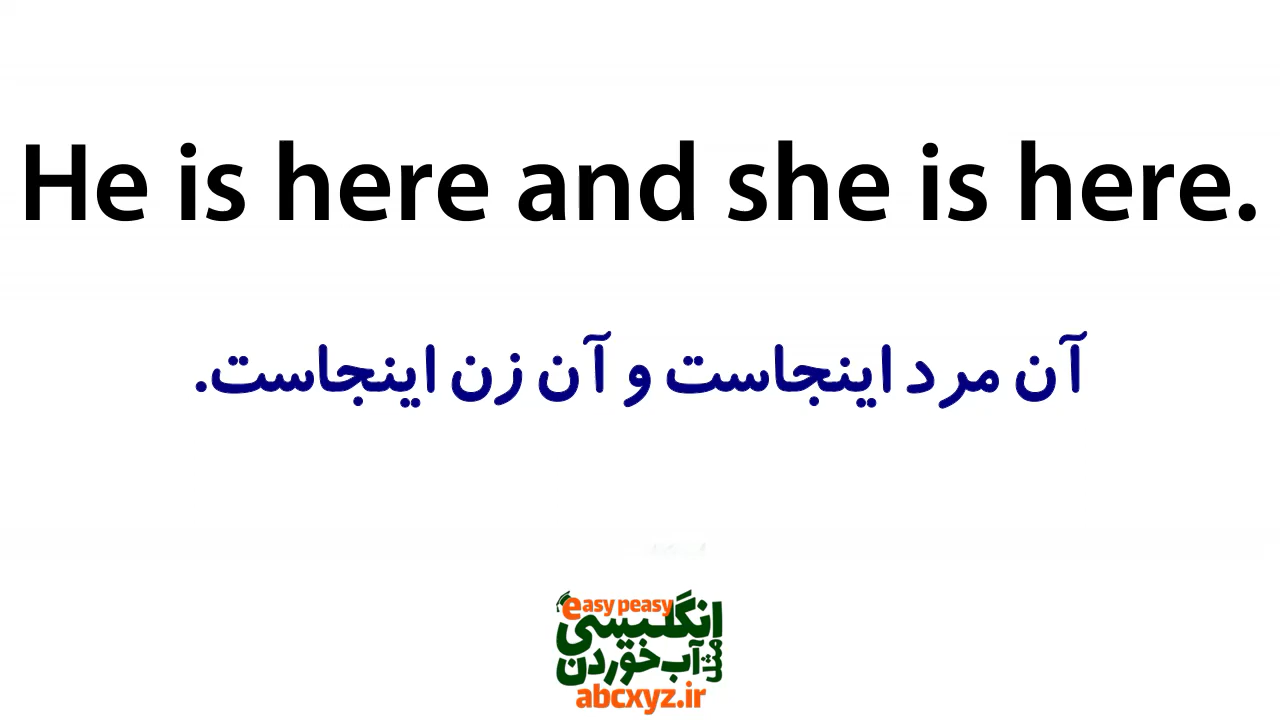 He is here and she is here.
آن مرد اینجاست و آن زن اینجاست.
easy peasy
انگلیسی
مثل آب خوردن
abcxyz.ir